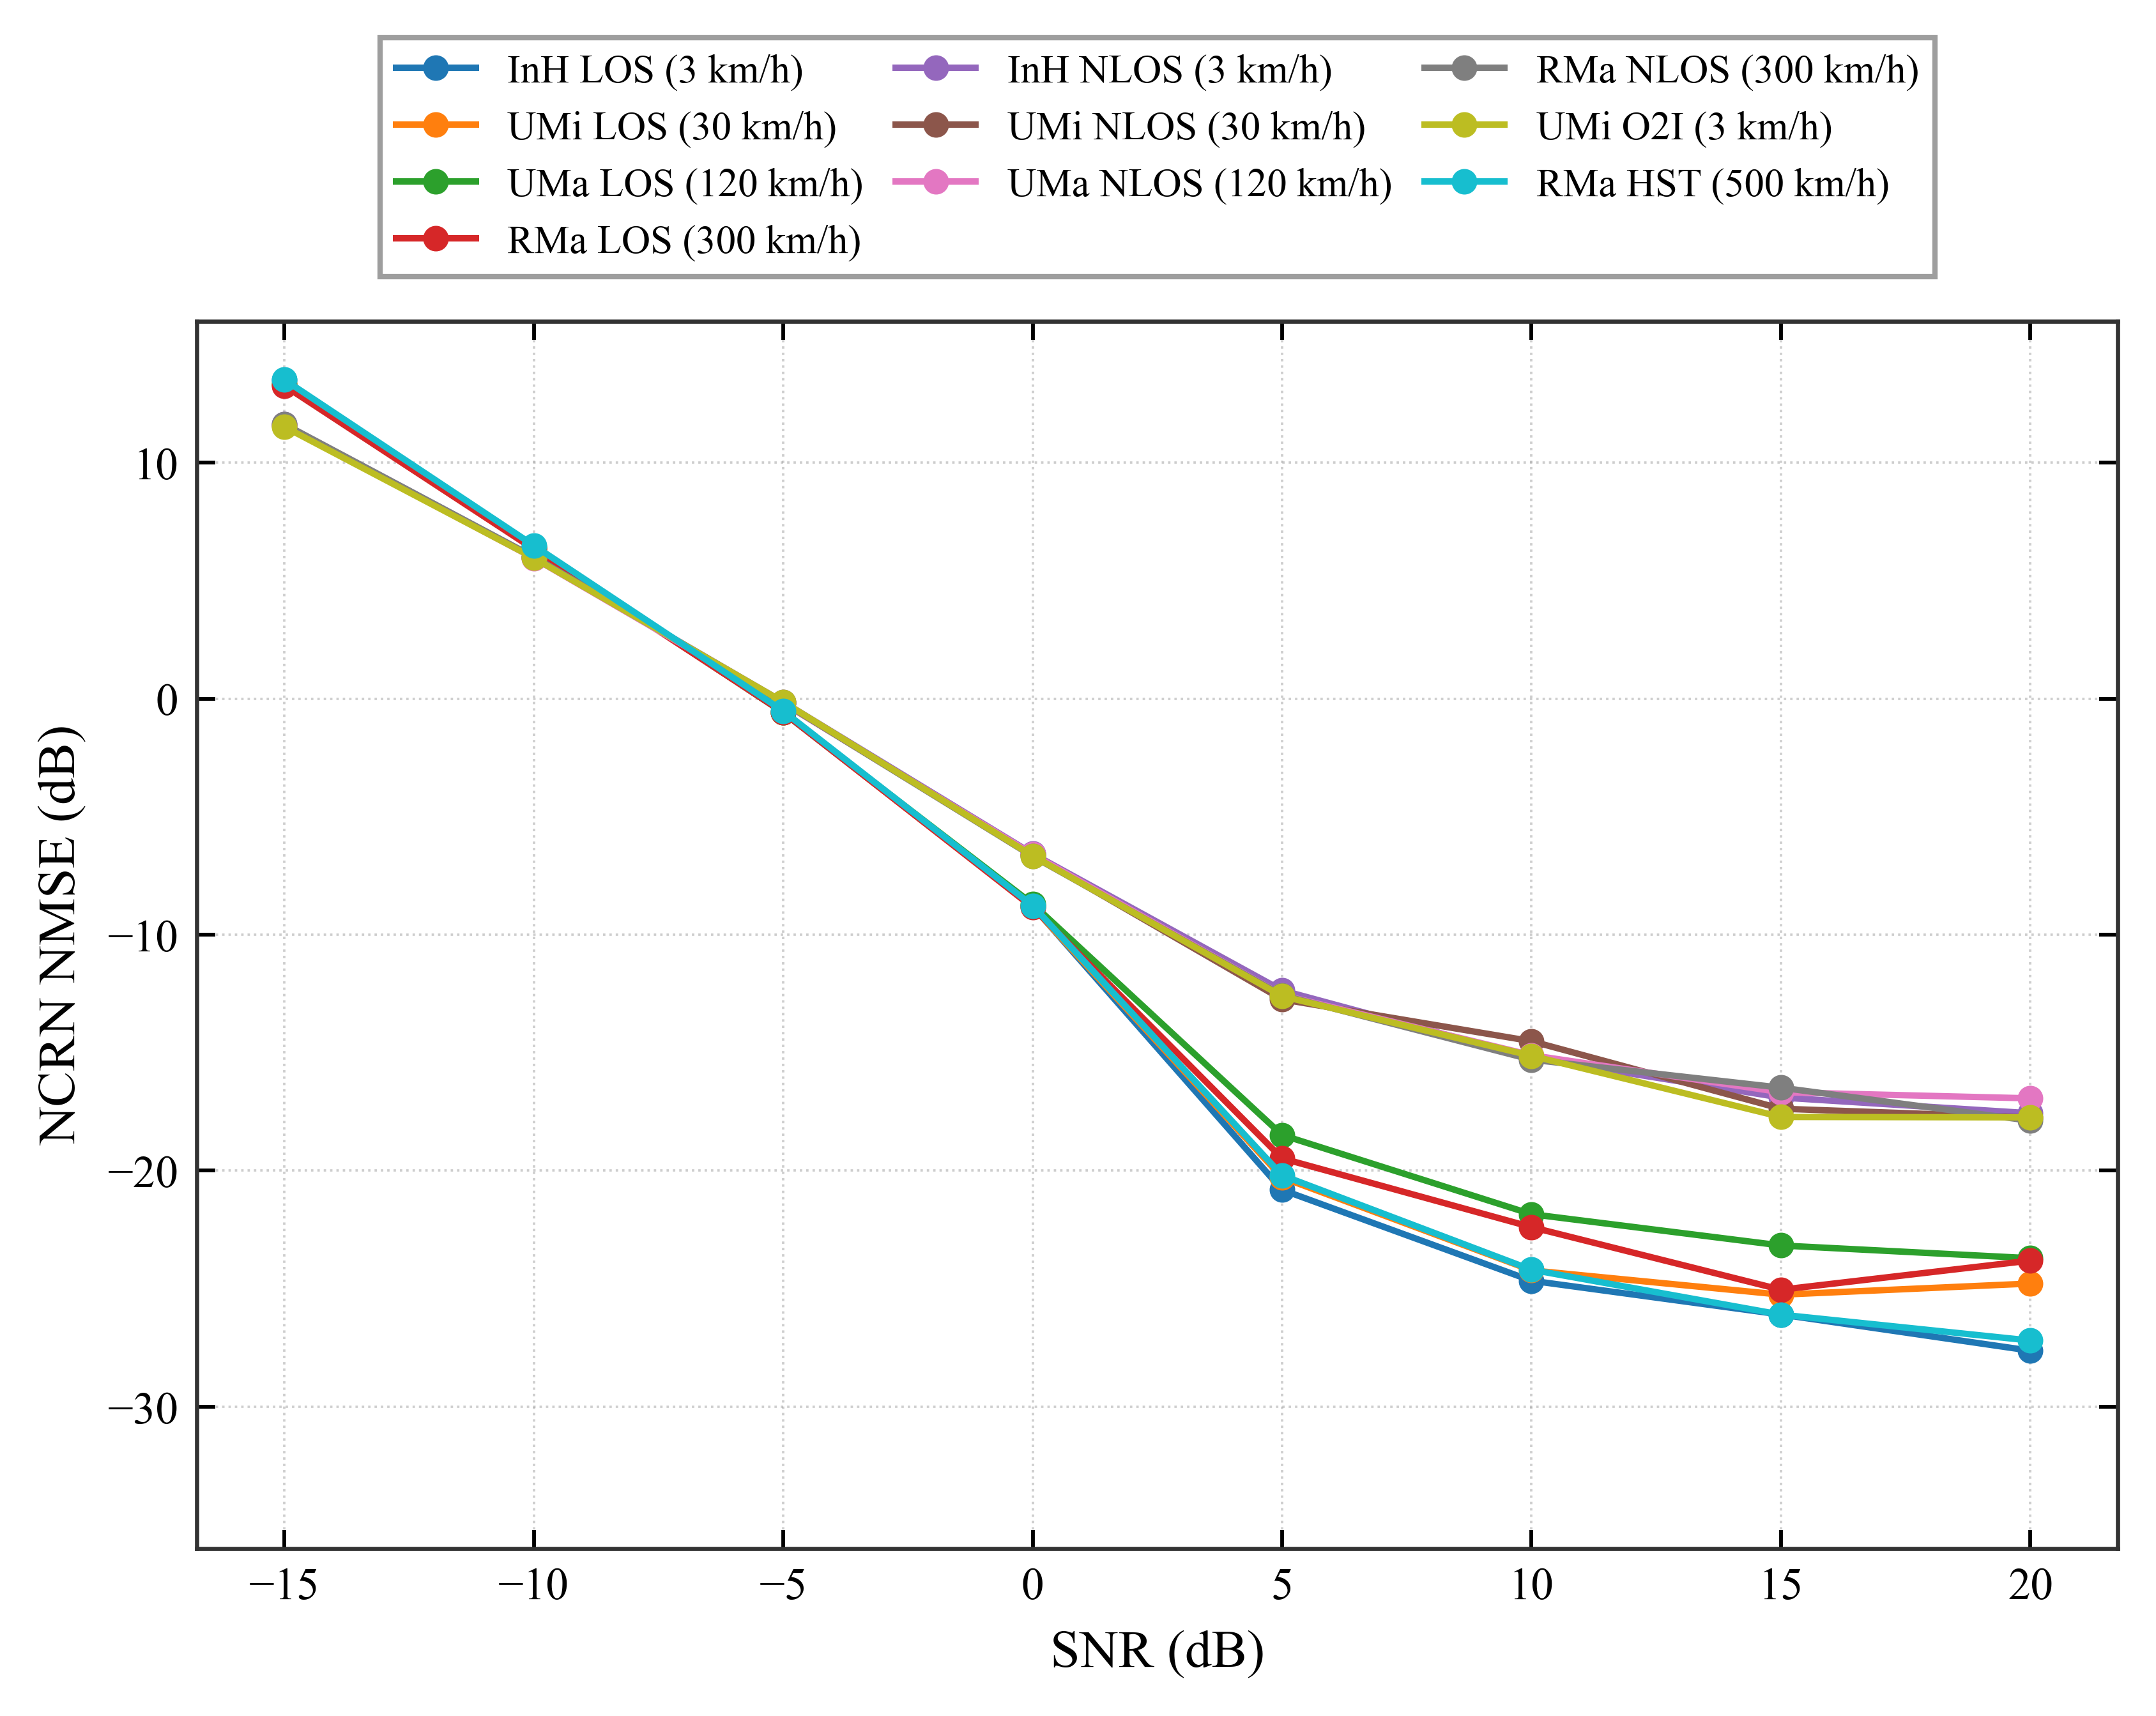 InH LOS (3 km/h)
UMi LOS (30 km/h)
UMa LOS (120 km/h)
RMa LOS (300 km/h)
InH NLOS (3 km/h)
UMi NLOS (30 km/h)
UMa NLOS (120 km/h)
RMa NLOS (300 km/h)
UMi O2I (3 km/h)
RMa HST (500 km/h)
NCRN NMSE (dB)
10
0
−10
−20
−30
−15
−10
−5
0
5
10
15
20
SNR (dB)